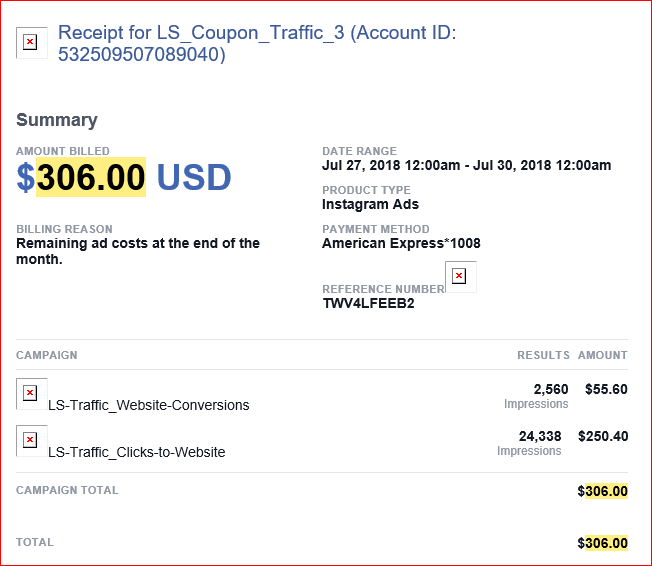 Receipt for LS_Coupon_Traffic_3 (Account ID:
532509507089040)
Summary
AMOUNT BILLED
$306.00 USD
BILLING REASON
Remaining ad costs at the end of the
month.
DATE RANGE
Jul 27, 2018 12:00am - Jul 30, 2018 12:00am
PRODUCT TYPE
Instagram Ads
PAYMENT METHOD
American Express*1008
REFERENCE NUMBER
TWV4LFEEB2
CAMPAIGN RESULTS AMOUNT
LS-Traffic_Website-Conversions 2,560 $55.60
Impressions
LS-Traffic_Clicks-to-Website 24,338 $250.40
Impressions
CAMPAIGN TOTAL $306.00
TOTAL $306.00